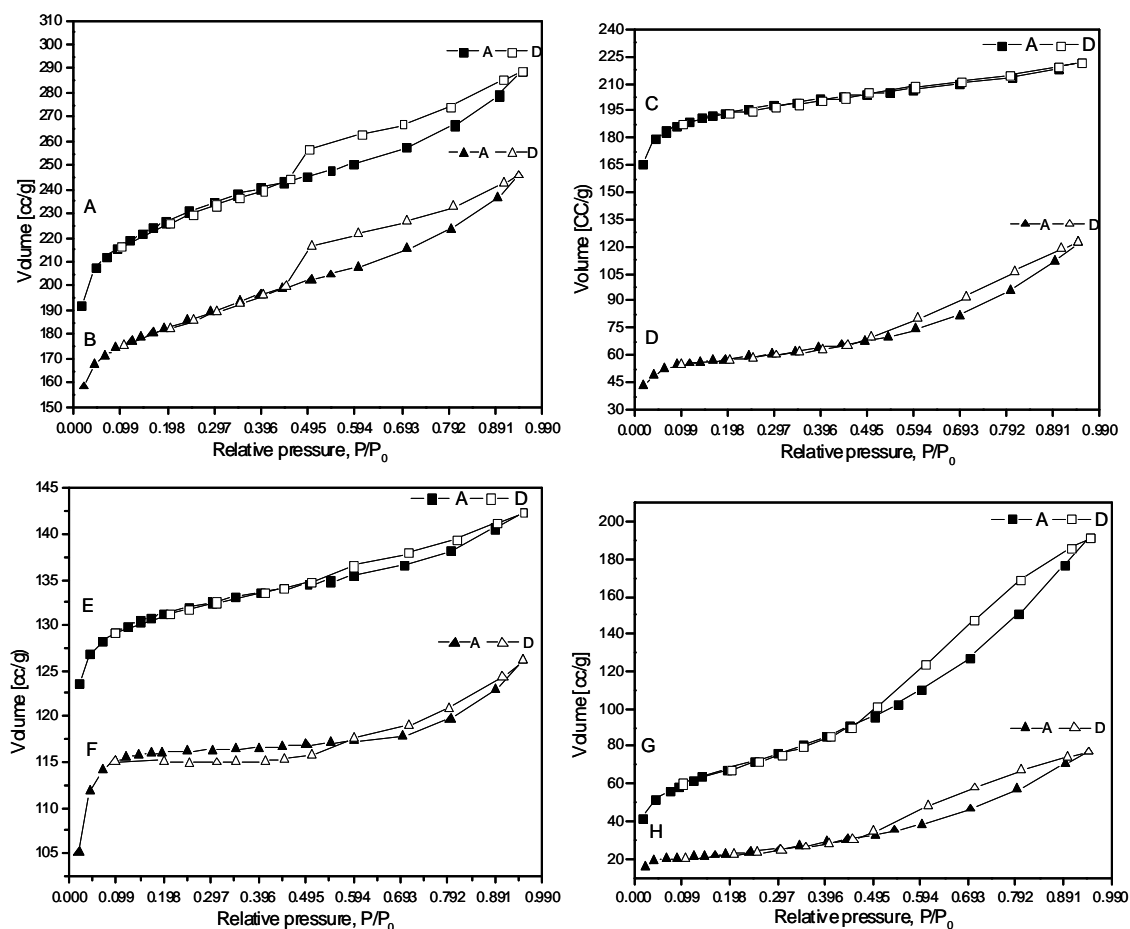 A D
A D
A
B
310
300
290
280
270
260
250
240
230
220
210
200
190
180
170
160
150
Volume [cc/g]
0.000 0.099 0.198 0.297 0.396 0.495 0.594 0.693 0.792 0.891 0.990
Relative pressure, P/P0
A D
C
A D
D
240
225
210
195
180
165
150
135
120
105
90
75
60
45
30
Volume [CC/g]
0.000 0.099 0.198 0.297 0.396 0.495 0.594 0.693 0.792 0.891 0.990
Relative pressure, P/P0
A D
E
A D
F
145
140
135
130
125
120
115
110
105
Volume [cc/g]
0.000 0.099 0.198 0.297 0.396 0.495 0.594 0.693 0.792 0.891 0.990
Relative pressure, P/P0
A D
G
A D
H
200
180
160
140
120
100
80
60
40
20
Volume [cc/g]
0.000 0.099 0.198 0.297 0.396 0.495 0.594 0.693 0.792 0.891 0.990
Relative pressure, P/P0